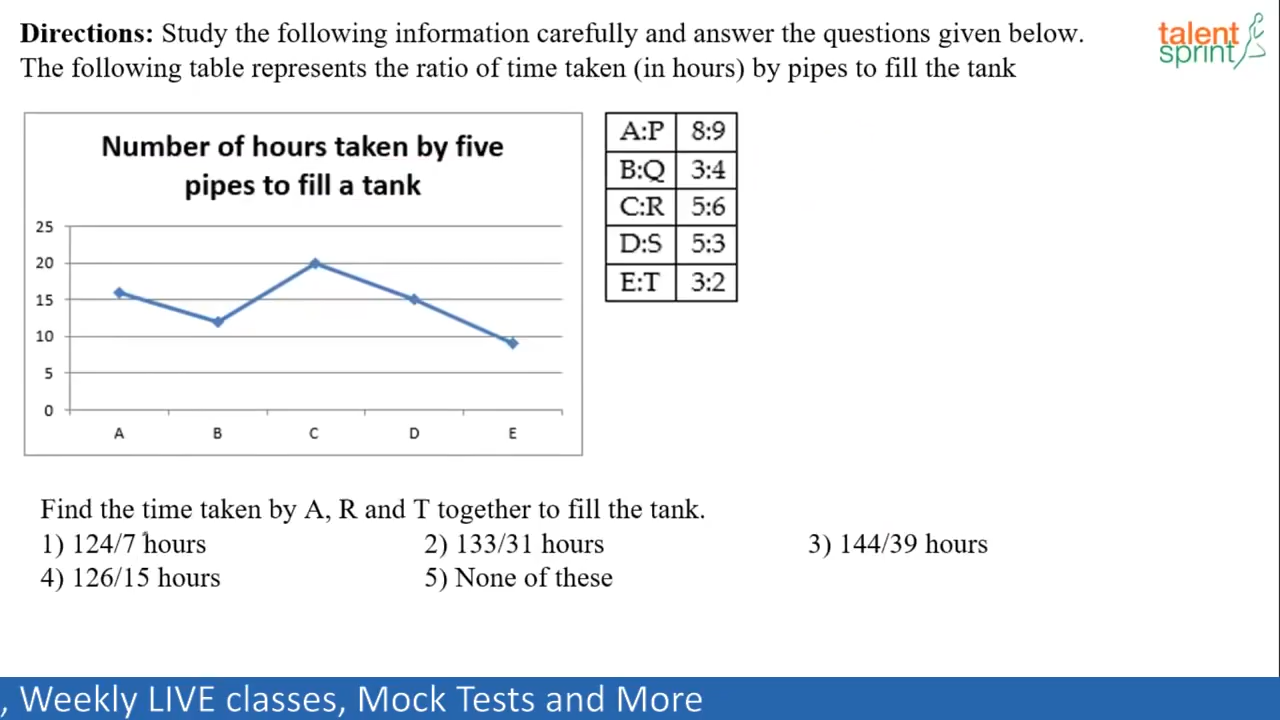 Directions: Study the following information carefully and answer the questions given below.
The following table represents the ratio of time taken (in hours) by pipes to fill the tank
talent
sprint
Number of hours taken by five
pipes to fill a tank
25
20
15
10
5
0
A B C D E
A:P 8:9
B:Q 3:4
C:R 5:6
D:S 5:3
E:T 3:2
Find the time taken by A, R and T together to fill the tank.
1) 124/7 hours 2) 133/31 hours 3) 144/39 hours
4) 126/15 hours 5) None of these
, Weekly LIVE classes, Mock Tests and More